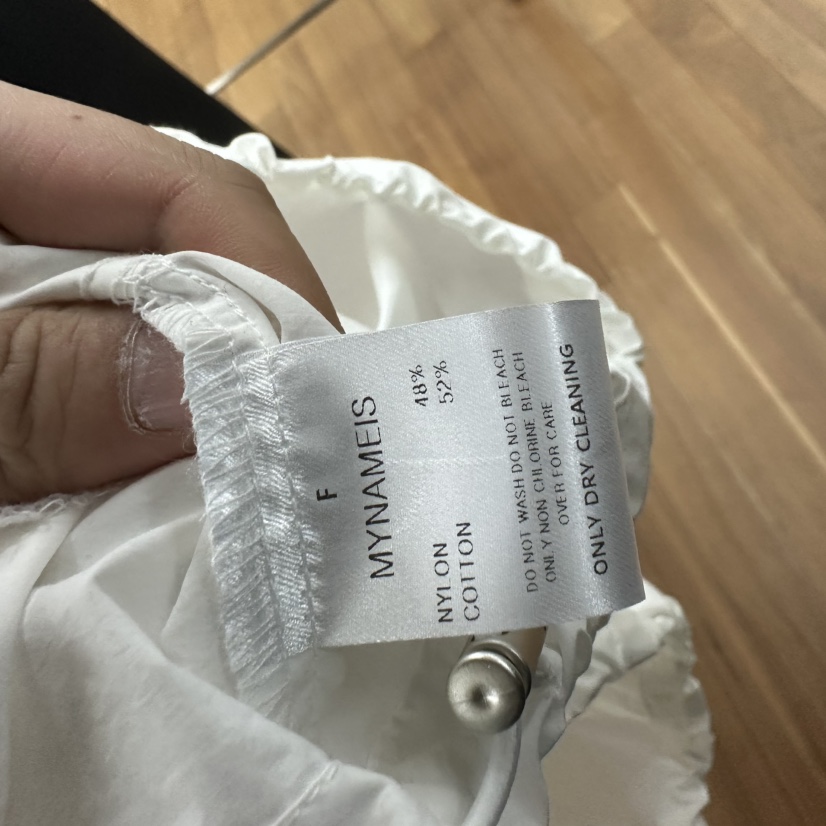 F
MYNAMEIS
NYLON 48%
COTTON 52%
DO NOT WASH DO NOT BLEACH
ONLY NON CHLORINE BLEACH
OVER FOR CARE
ONLY DRY CLEANING